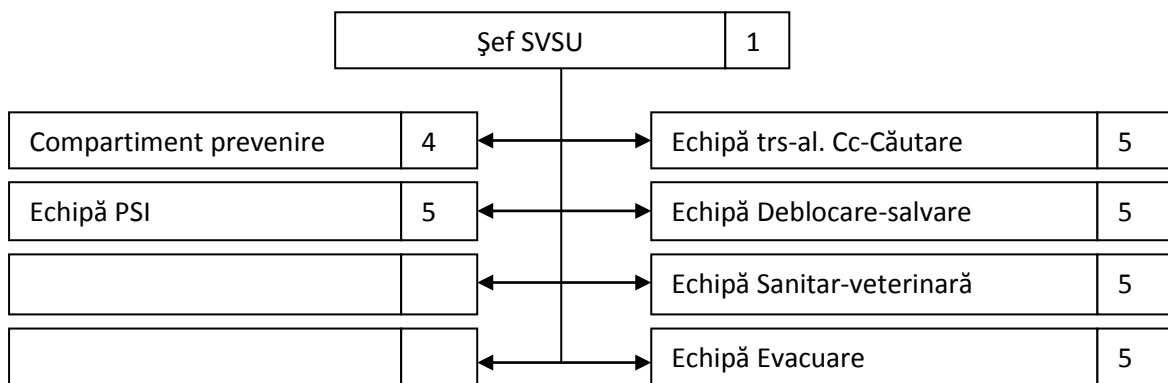 Şef SVSU 1
Compartiment prevenire 4
Echipă trs-al. Cc-Căutare 5
Echipă PSI 5
Echipă Deblocare-salvare 5
Echipă Sanitar-veterinară 5
Echipă Evacuare 5